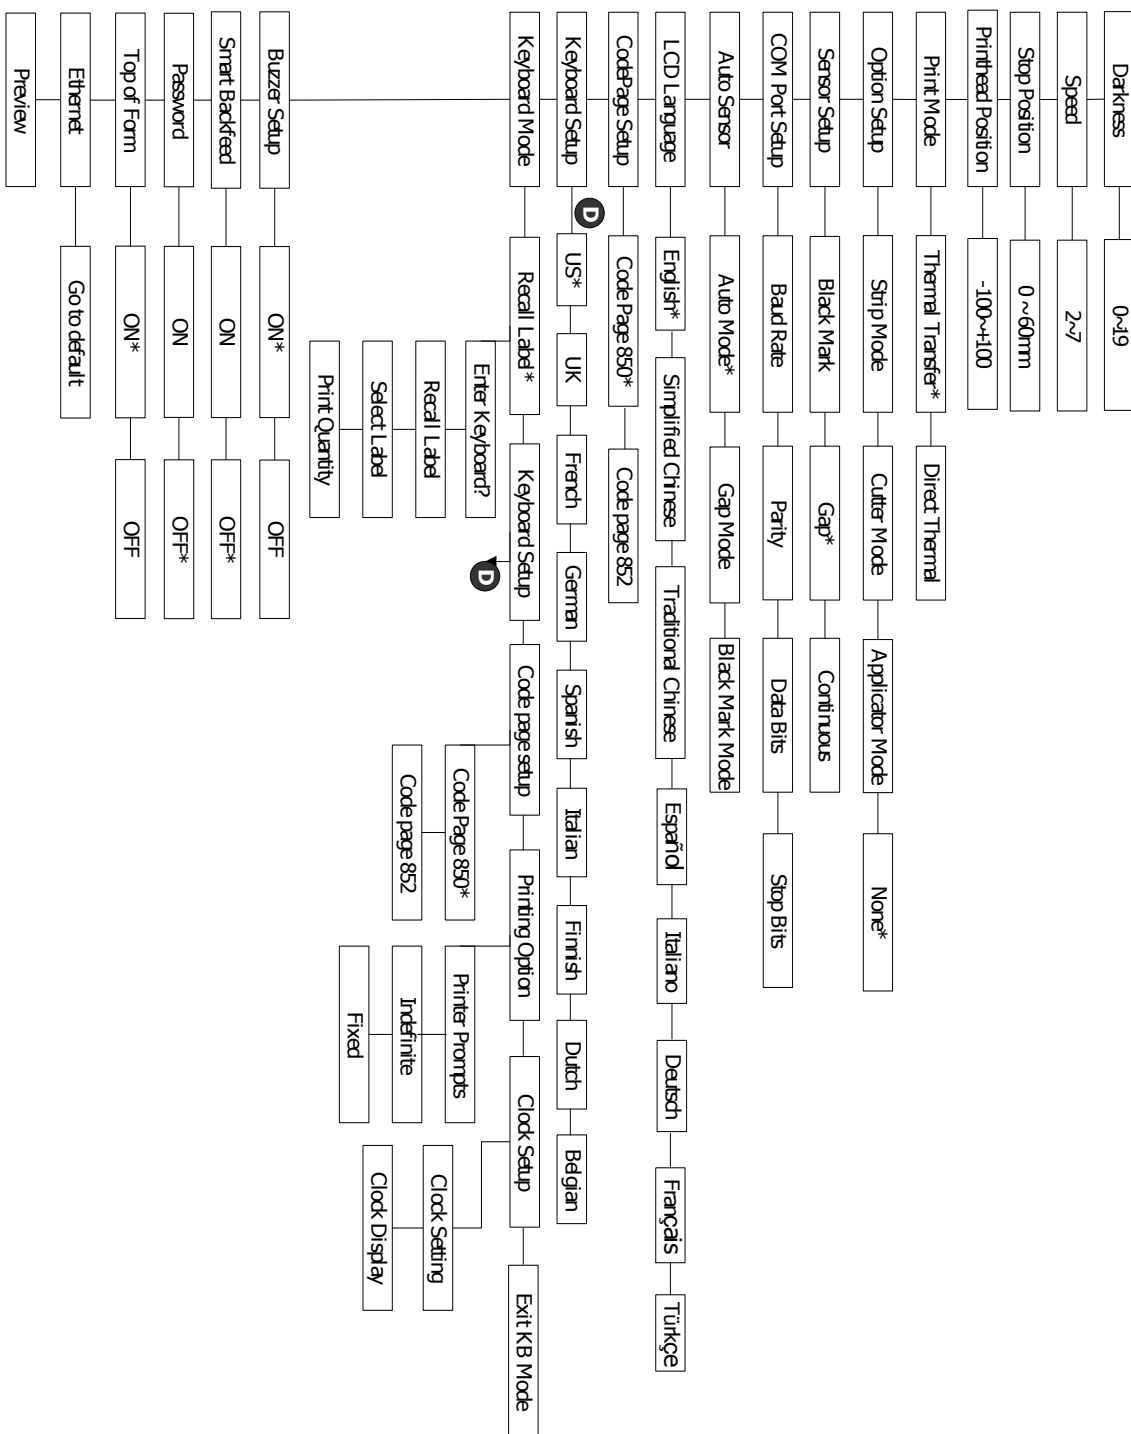 Darkness
0~19
Speed
2~7
Stop Position
0 ~ 60mm
Printhead Position
-100~+100
Print Mode
Thermal Transfer*
Direct Thermal
Option Setup
Strip Mode
Cutter Mode
Applicator Mode
None*
Sensor Setup
Black Mark
Gap*
Continuous
COM Port Setup
Baud Rate
Parity
Data Bits
Stop Bits
Auto Sensor
Auto Mode*
Gap Mode
Black Mark Mode
LCD Language
English*
Simplified Chinese
Traditional Chinese
Español
Italiano
Deutsch
Français
Türkçe
CodePage Setup
Code Page 850*
Code page 852
Keyboard Setup
D
US*
UK
French
German
Spanish
Italian
Finnish
Dutch
Belgian
Keyboard Mode
Recall Label*
Keyboard Setup
Code page setup
Printing Option
Clock Setup
Exit KB Mode
Enter Keyboard?
Recall Label
Select Label
Print Quantity
D
Code Page 850*
Code page 852
Printer Prompts
Indefinite
Fixed
Clock Setting
Clock Display
Buzzer Setup
ON*
OFF
Smart Backfeed
ON
OFF*
Password
ON
OFF*
Top of Form
ON*
OFF
Ethernet
Go to default
Preview